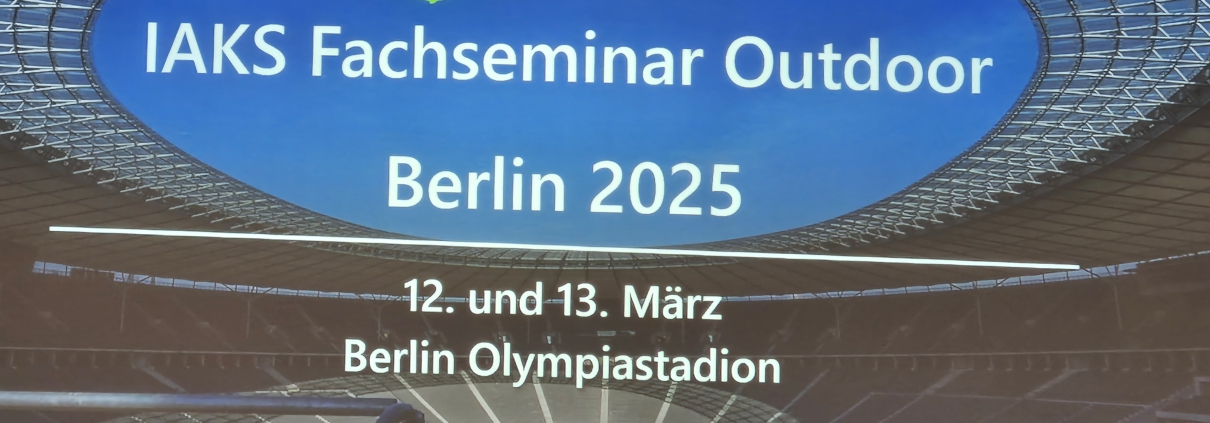 IAKS Fachseminar Outdoor
Berlin 2025
12. und 13. März
Berlin Olympiastadion